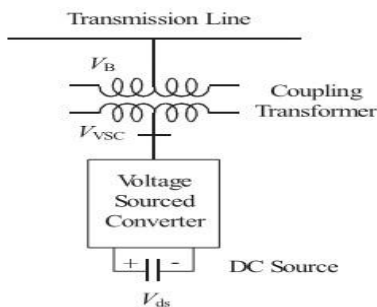 Transmission Line
V_B
Coupling
Transformer
V_VSC
Voltage
Sourced
Converter
+ -
DC Source
V_ds